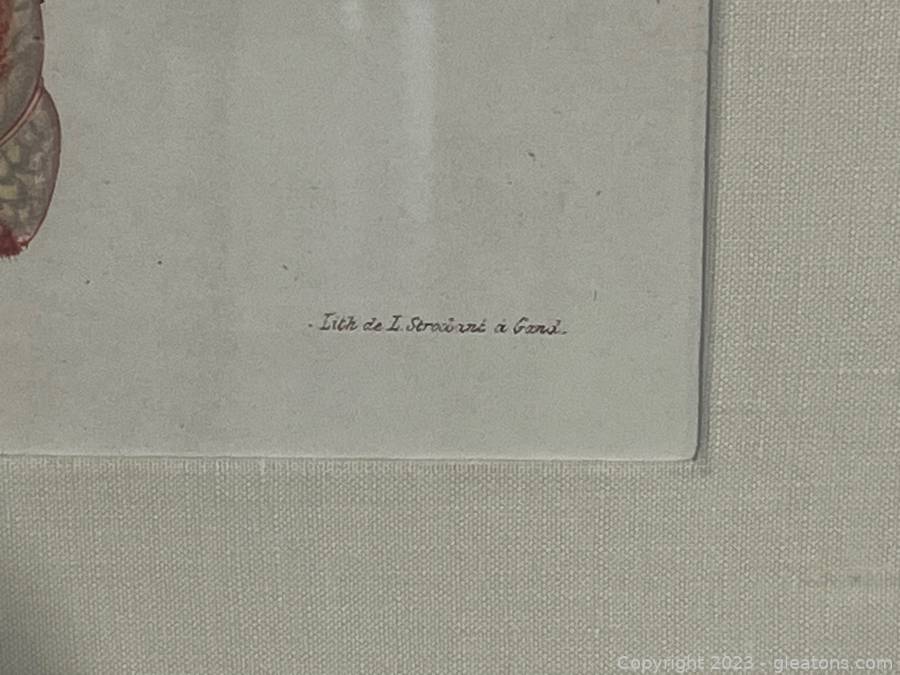 Lith de L. Stroobant à Gand.
Copyright 2023 - gleatons.com